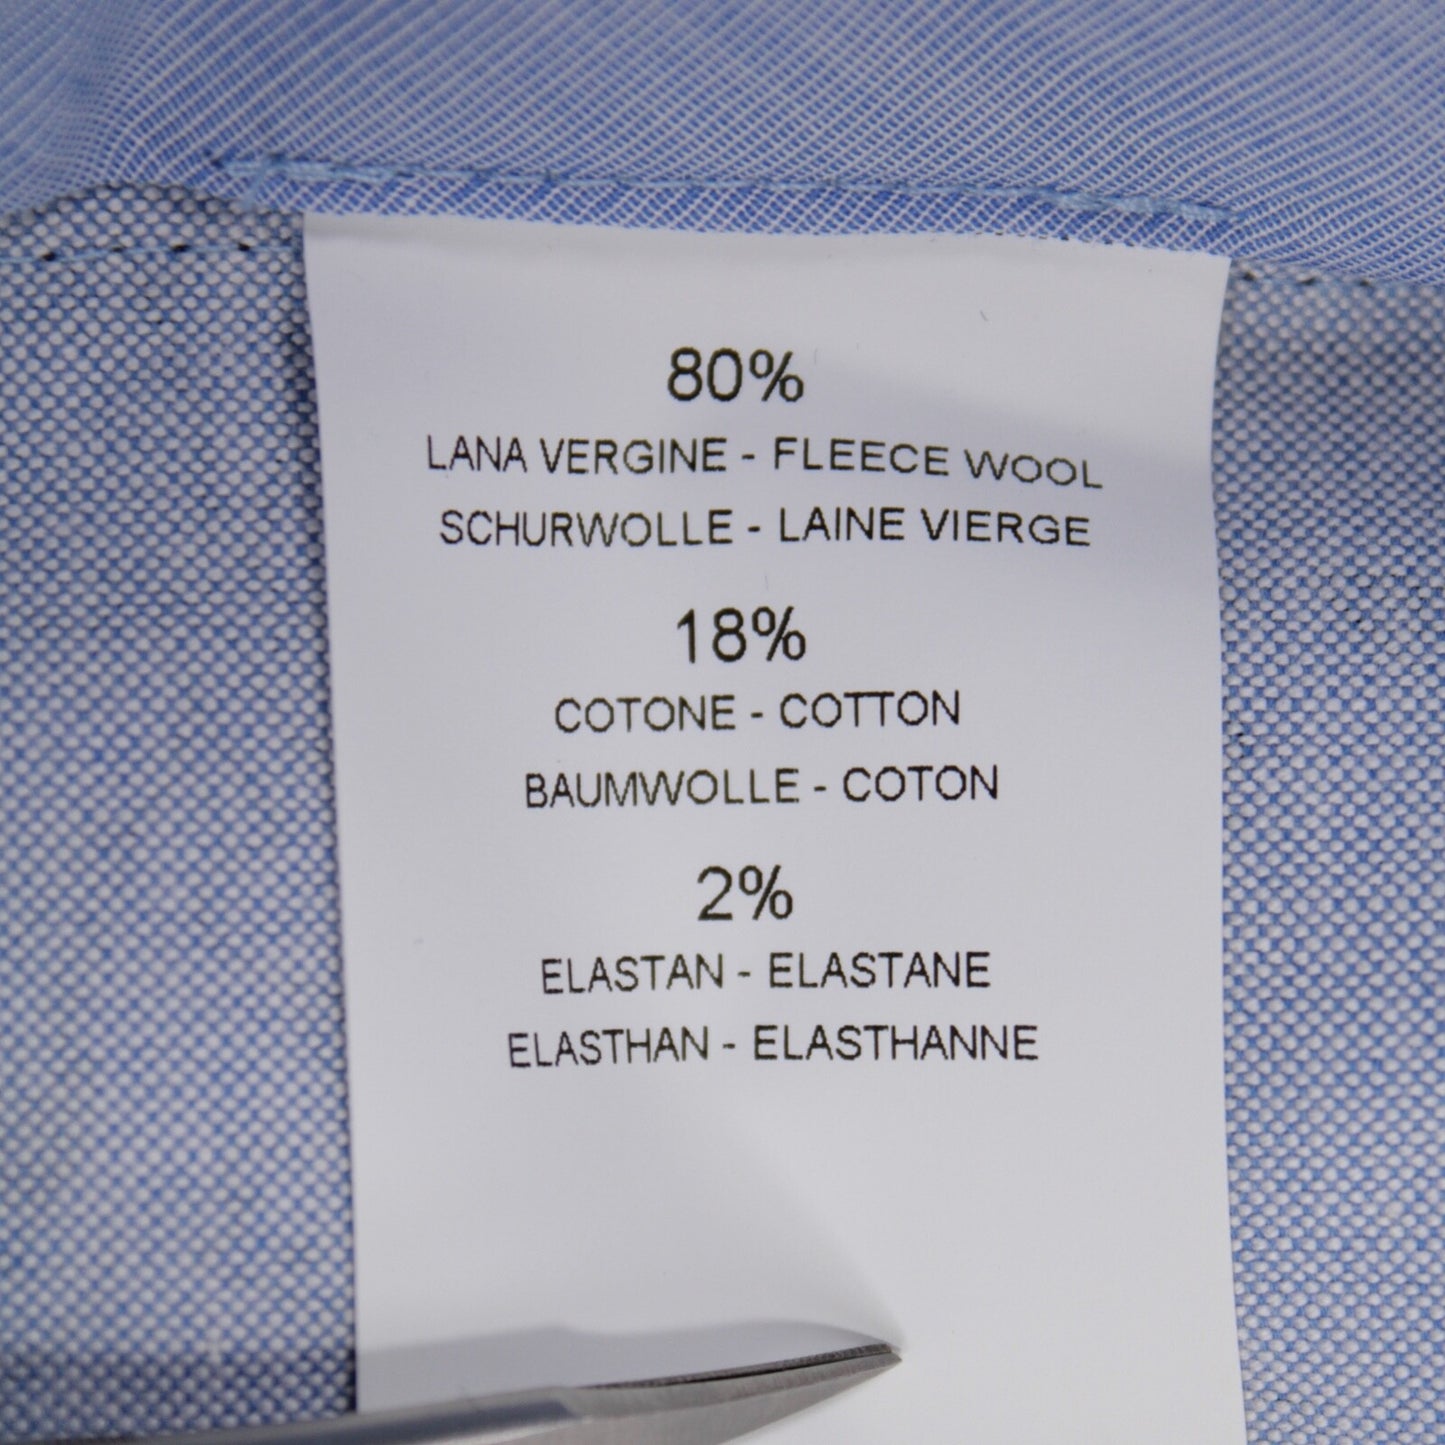 80%
LANA VERGINE - FLEECE WOOL
SCHURWOLLE - LAINE VIERGE
18%
COTONE - COTTON
BAUMWOLLE - COTON
2%
ELASTAN - ELASTANE
ELASTHAN - ELASTHANNE